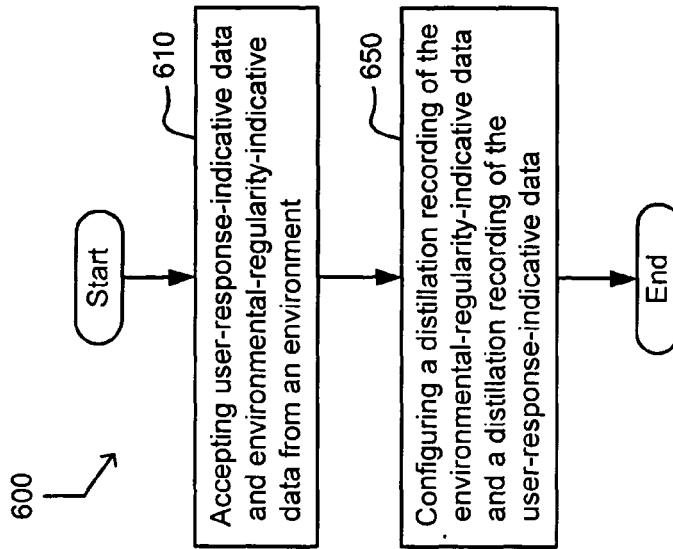 600
Start
610
Accepting user-response-indicative data
and environmental-regularity-indicative
data from an environment
650
Configuring a distillation recording of the
environmental-regularity-indicative data
and a distillation recording of the
user-response-indicative data
End